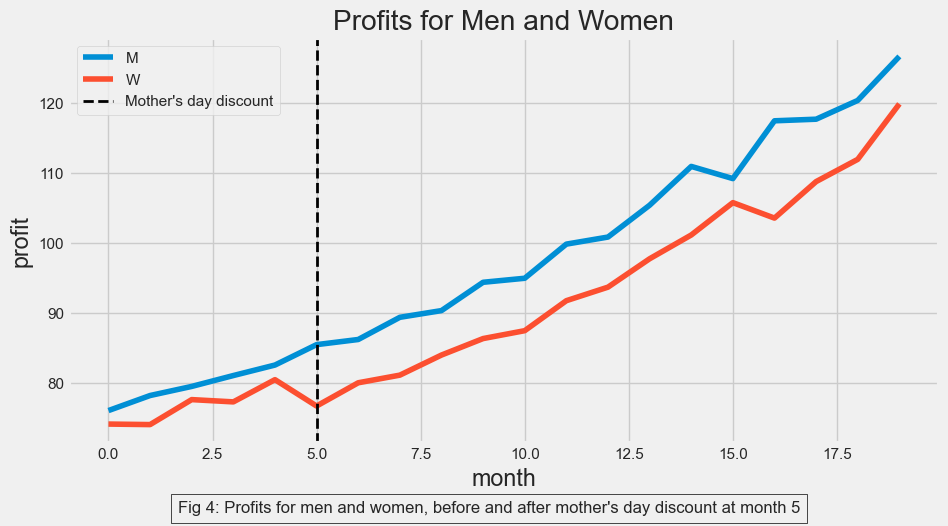 Profits for Men and Women
M
W
Mother's day discount
profit
120
110
100
90
80
0.0 2.5 5.0 7.5 10.0 12.5 15.0 17.5
month
Fig 4: Profits for men and women, before and after mother's day discount at month 5